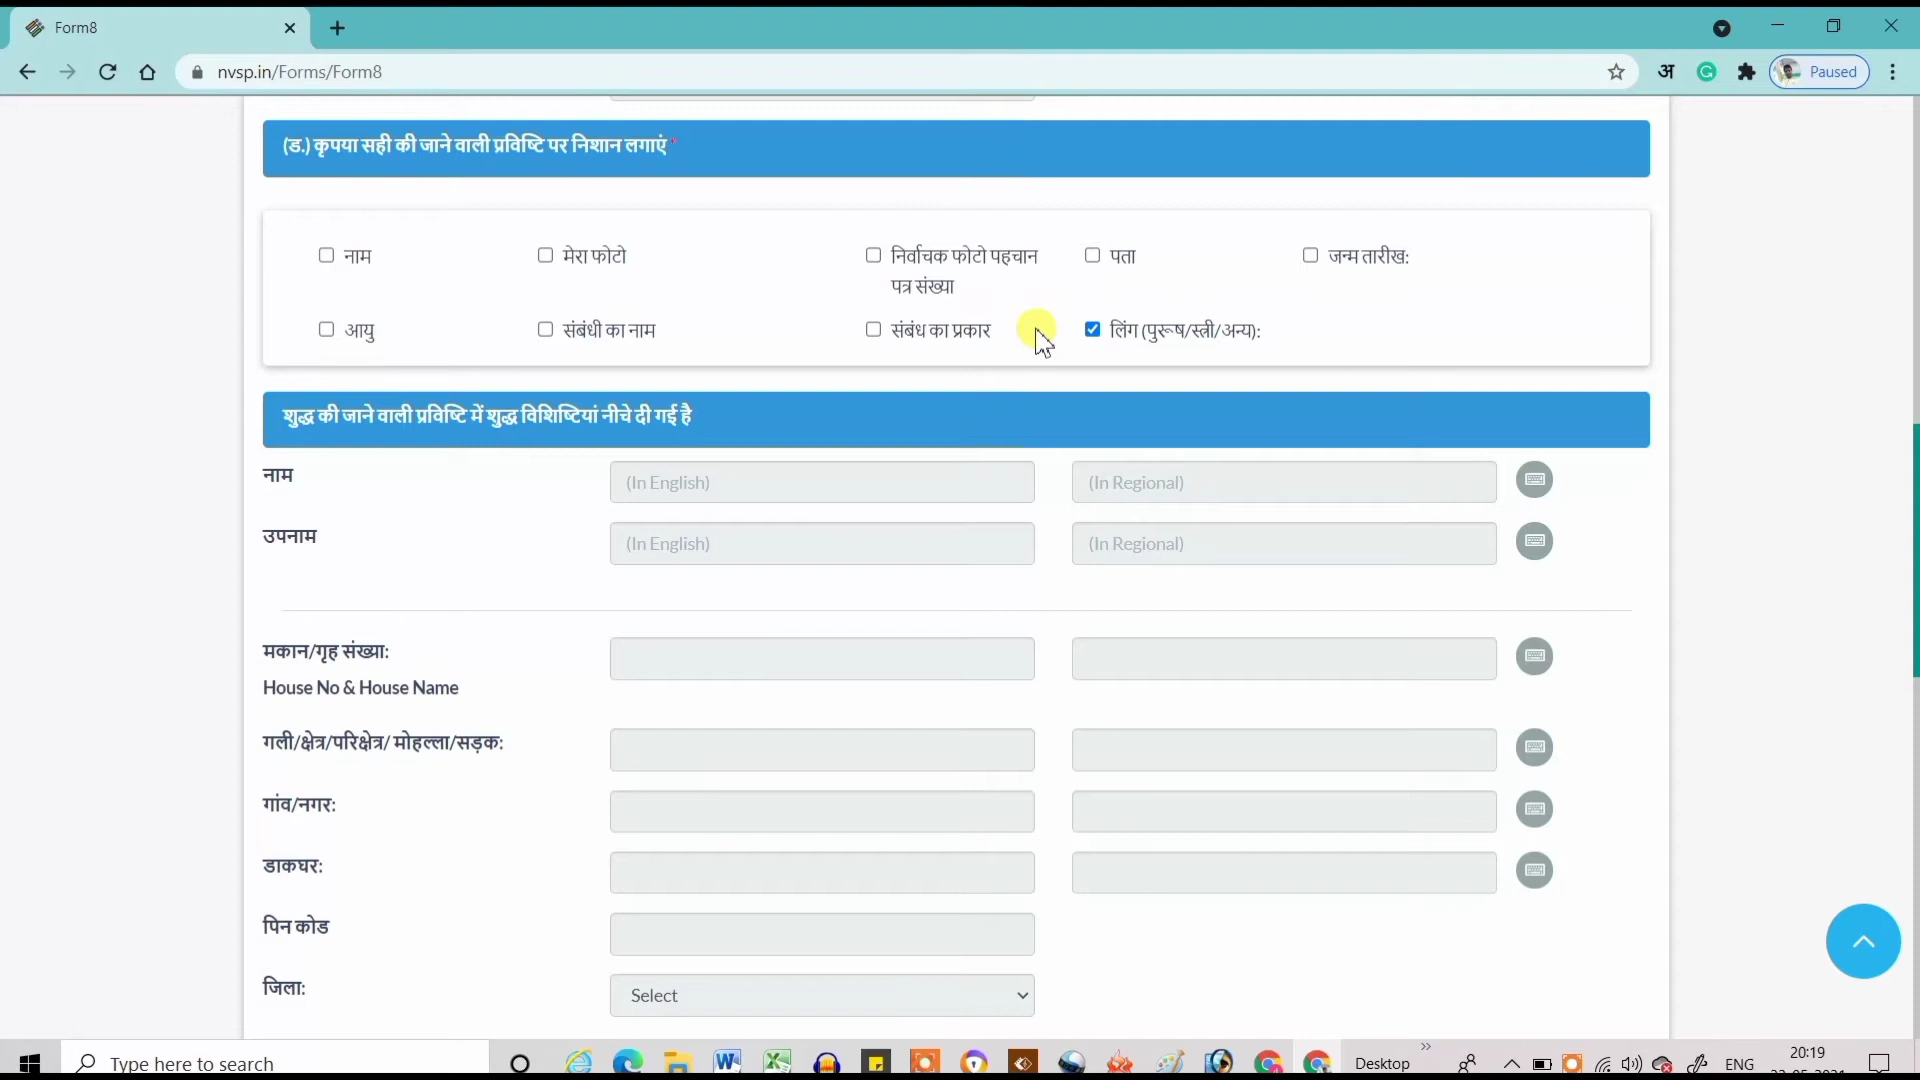 Form8
nvsp.in/Forms/Form8
अ
Paused
(ड.) कृपया सही की जाने वाली प्रविष्टि पर निशान लगाएं *
नाम
मेरा फोटो
निर्वाचक फोटो पहचान
पत्र संख्या
पता
जन्म तारीख:
आयु
संबंधी का नाम
संबंध का प्रकार
लिंग (पुरूष/स्त्री/अन्य):
शुद्ध की जाने वाली प्रविष्टि में शुद्ध विशिष्टियां नीचे दी गई है
नाम
(In English)
(In Regional)
उपनाम
(In English)
(In Regional)
मकान/गृह संख्या:
House No & House Name
गली/क्षेत्र/परिक्षेत्र/ मोहल्ला/सड़क:
गांव/नगर:
डाकघर:
पिन कोड
जिला:
Select
Type here to search
Desktop
ENG
20:19